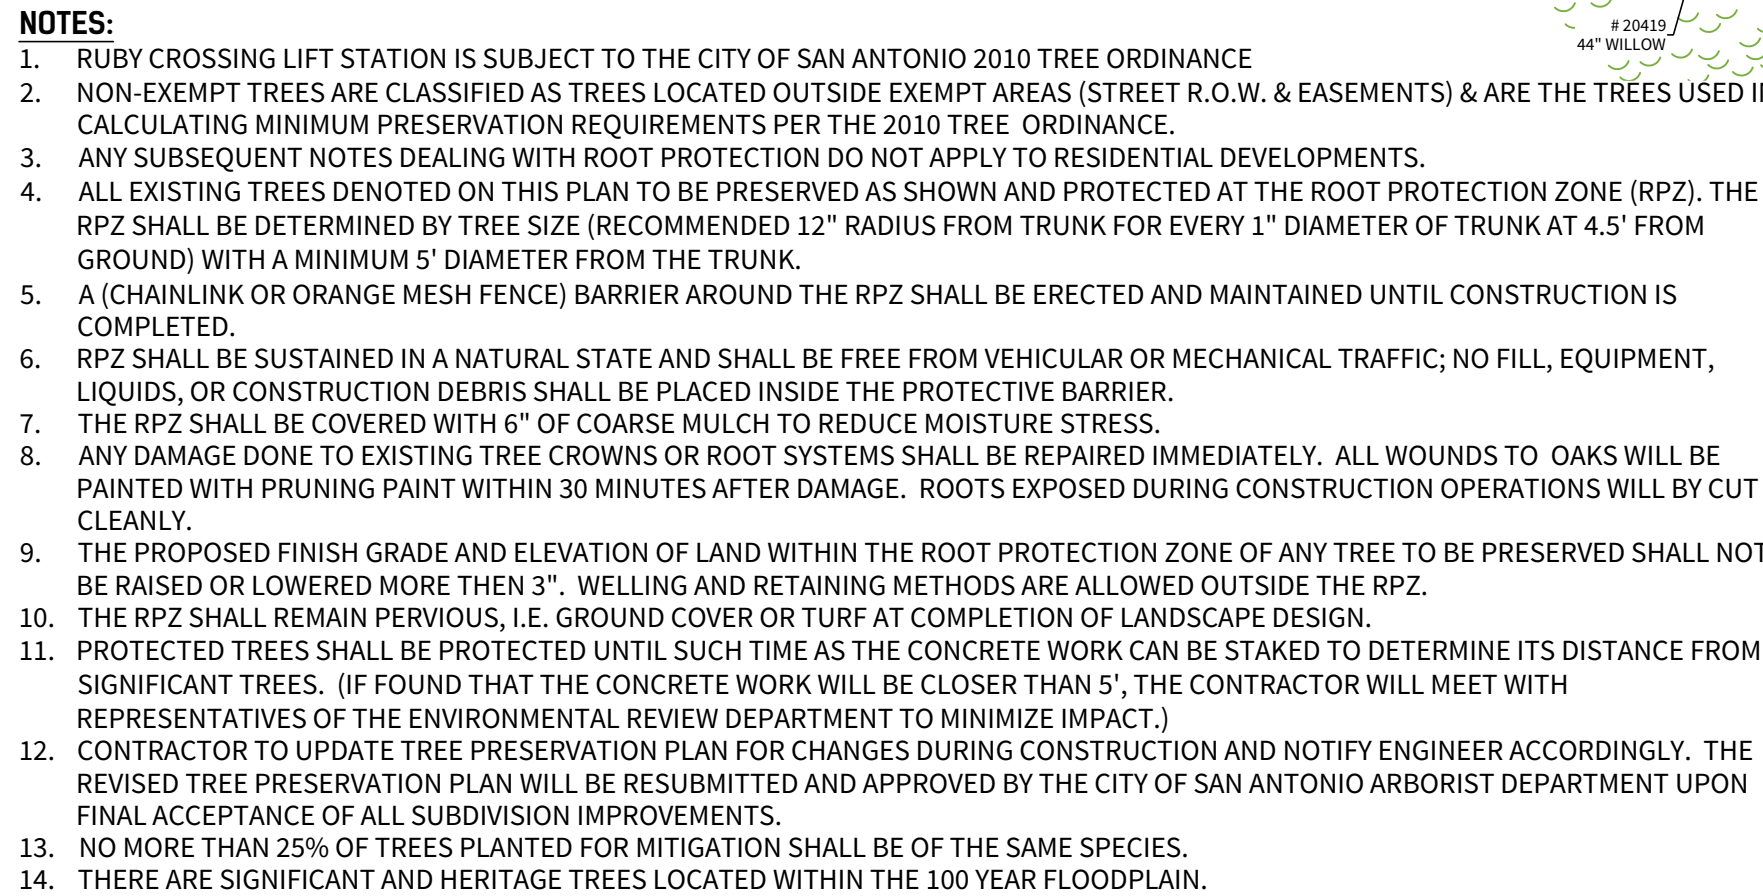 NOTES:
# 20419
44" WILLOW
1. RUBY CROSSING LIFT STATION IS SUBJECT TO THE CITY OF SAN ANTONIO 2010 TREE ORDINANCE
2. NON-EXEMPT TREES ARE CLASSIFIED AS TREES LOCATED OUTSIDE EXEMPT AREAS (STREET R.O.W. & EASEMENTS) & ARE THE TREES USED IN
CALCULATING MINIMUM PRESERVATION REQUIREMENTS PER THE 2010 TREE ORDINANCE.
3. ANY SUBSEQUENT NOTES DEALING WITH ROOT PROTECTION DO NOT APPLY TO RESIDENTIAL DEVELOPMENTS.
4. ALL EXISTING TREES DENOTED ON THIS PLAN TO BE PRESERVED AS SHOWN AND PROTECTED AT THE ROOT PROTECTION ZONE (RPZ). THE
RPZ SHALL BE DETERMINED BY TREE SIZE (RECOMMENDED 12" RADIUS FROM TRUNK FOR EVERY 1" DIAMETER OF TRUNK AT 4.5' FROM
GROUND) WITH A MINIMUM 5' DIAMETER FROM THE TRUNK.
5. A (CHAINLINK OR ORANGE MESH FENCE) BARRIER AROUND THE RPZ SHALL BE ERECTED AND MAINTAINED UNTIL CONSTRUCTION IS
COMPLETED.
6. RPZ SHALL BE SUSTAINED IN A NATURAL STATE AND SHALL BE FREE FROM VEHICULAR OR MECHANICAL TRAFFIC; NO FILL, EQUIPMENT,
LIQUIDS, OR CONSTRUCTION DEBRIS SHALL BE PLACED INSIDE THE PROTECTIVE BARRIER.
7. THE RPZ SHALL BE COVERED WITH 6" OF COARSE MULCH TO REDUCE MOISTURE STRESS.
8. ANY DAMAGE DONE TO EXISTING TREE CROWNS OR ROOT SYSTEMS SHALL BE REPAIRED IMMEDIATELY. ALL WOUNDS TO OAKS WILL BE
PAINTED WITH PRUNING PAINT WITHIN 30 MINUTES AFTER DAMAGE. ROOTS EXPOSED DURING CONSTRUCTION OPERATIONS WILL BY CUT
CLEANLY.
9. THE PROPOSED FINISH GRADE AND ELEVATION OF LAND WITHIN THE ROOT PROTECTION ZONE OF ANY TREE TO BE PRESERVED SHALL NOT
BE RAISED OR LOWERED MORE THEN 3". WELLING AND RETAINING METHODS ARE ALLOWED OUTSIDE THE RPZ.
10. THE RPZ SHALL REMAIN PERVIOUS, I.E. GROUND COVER OR TURF AT COMPLETION OF LANDSCAPE DESIGN.
11. PROTECTED TREES SHALL BE PROTECTED UNTIL SUCH TIME AS THE CONCRETE WORK CAN BE STAKED TO DETERMINE ITS DISTANCE FROM
SIGNIFICANT TREES. (IF FOUND THAT THE CONCRETE WORK WILL BE CLOSER THAN 5', THE CONTRACTOR WILL MEET WITH
REPRESENTATIVES OF THE ENVIRONMENTAL REVIEW DEPARTMENT TO MINIMIZE IMPACT.)
12. CONTRACTOR TO UPDATE TREE PRESERVATION PLAN FOR CHANGES DURING CONSTRUCTION AND NOTIFY ENGINEER ACCORDINGLY. THE
REVISED TREE PRESERVATION PLAN WILL BE RESUBMITTED AND APPROVED BY THE CITY OF SAN ANTONIO ARBORIST DEPARTMENT UPON
FINAL ACCEPTANCE OF ALL SUBDIVISION IMPROVEMENTS.
13. NO MORE THAN 25% OF TREES PLANTED FOR MITIGATION SHALL BE OF THE SAME SPECIES.
14. THERE ARE SIGNIFICANT AND HERITAGE TREES LOCATED WITHIN THE 100 YEAR FLOODPLAIN.